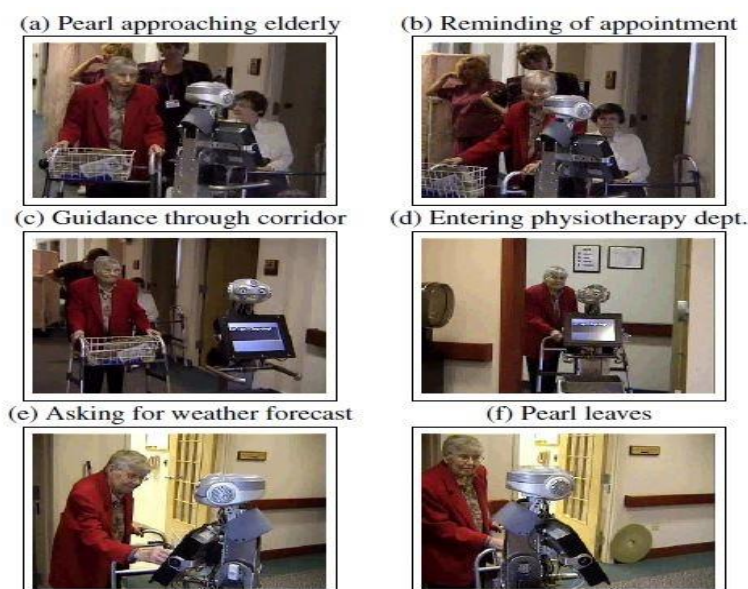 (a) Pearl approaching elderly
(b) Reminding of appointment
(c) Guidance through corridor
(d) Entering physiotherapy dept.
(e) Asking for weather forecast
(f) Pearl leaves